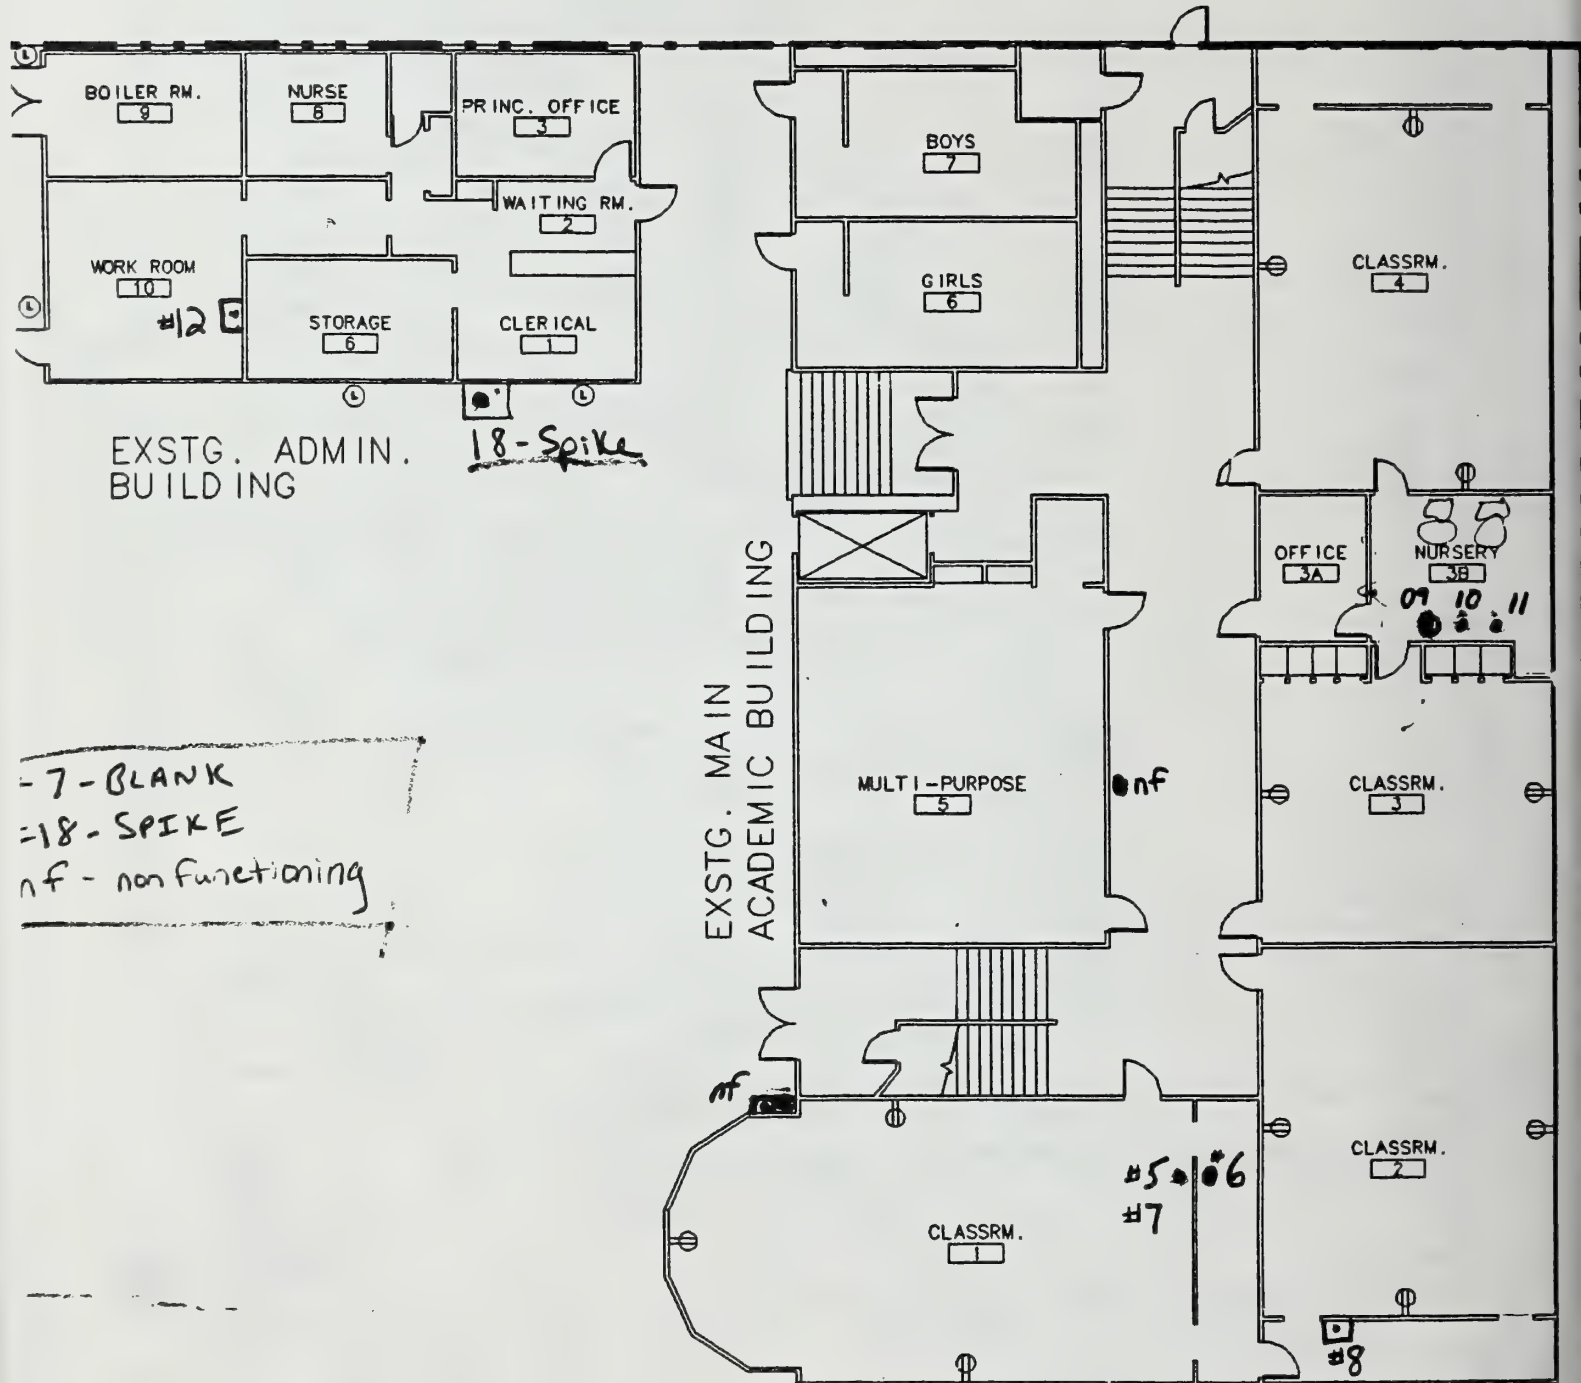 BOILER RM.
9
NURSE
8
PRINC. OFFICE
3
WAITING RM.
2
WORK ROOM
10
#12
STORAGE
6
CLERICAL
1
L
L
L
L
18-Spike
EXSTG. ADMIN.
BUILDING
BOYS
7
GIRLS
6
CLASSRM.
4
OFFICE
3A
NURSERY
3B
09 10 11
EXSTG. MAIN
ACADEMIC BUILDING
MULTI-PURPOSE
5
nf
CLASSRM.
3
-7-BLANK
=18-SPIKE
nf - non functioning
nf
CLASSRM.
2
#5 #6
#7
CLASSRM.
1
#8